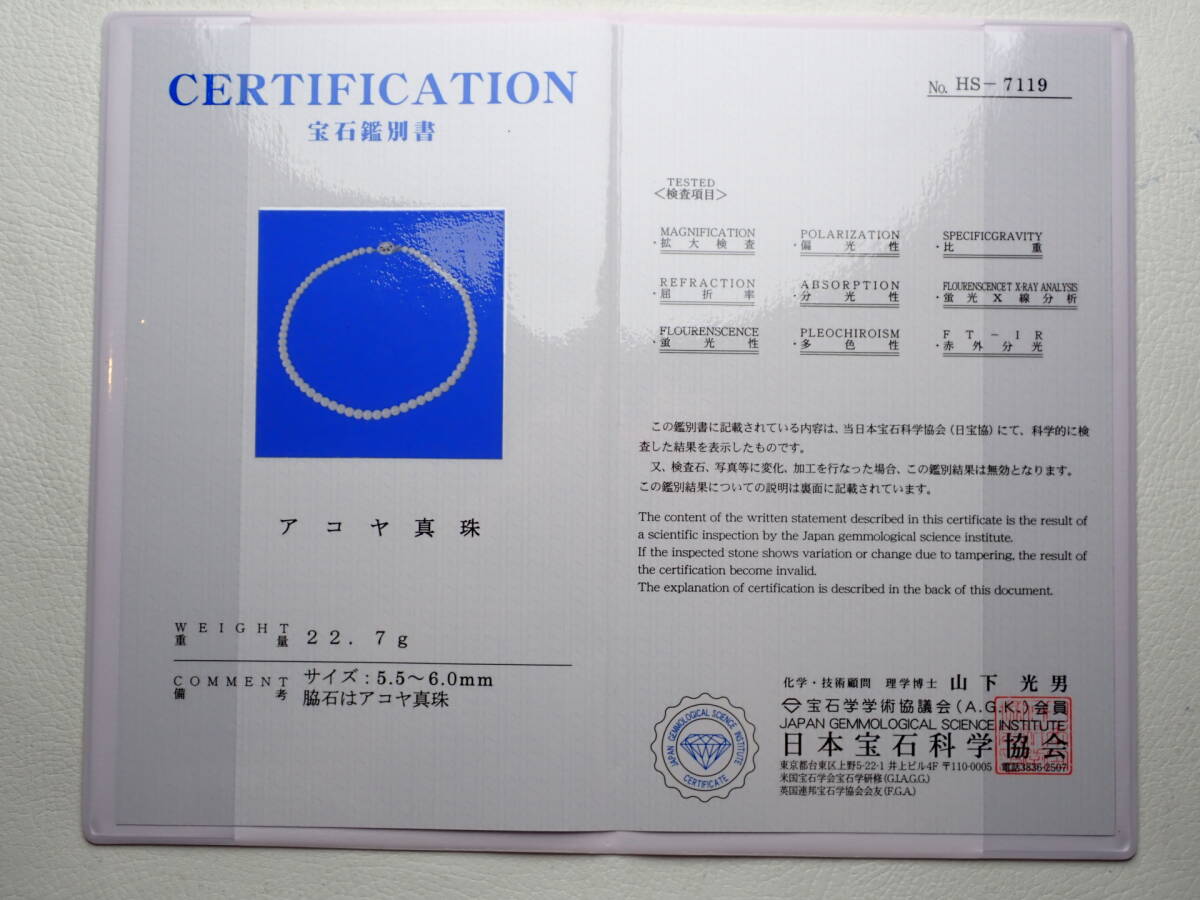 CERTIFICATION
宝石鑑別書
アコヤ真珠
WEIGHT
重量 22.7g
COMMENT サイズ:5.5~6.0mm
備考 脇石はアコヤ真珠
No. HS-7119
TESTED
<検査項目>
MAGNIFICATION POLARIZATION SPECIFICGRAVITY
・拡大検査 ・偏光性 ・比重
REFRACTION ABSORPTION FLOURENSCENCET X-RAY ANALYSIS
・屈折率 ・分光性 ・蛍光X線分析
FLOURENSCENCE PLEOCHIROISM FT-IR
・蛍光性 ・多色性 ・赤外分光
この鑑別書に記載されている内容は、当日本宝石科学協会(日宝協)にて、科学的に検
査した結果を表示したものです。
又、検査石、写真等に変化、加工を行なった場合、この鑑別結果は無効となります。
この鑑別結果についての説明は裏面に記載されています。
The content of the written statement described in this certificate is the result of
a scientific inspection by the Japan gemmological science institute.
If the inspected stone shows variation or change due to tampering, the result of
the certification become invalid.
The explanation of certification is described in the back of this document.
化学・技術顧問 理学博士 山下光男
宝石学学術協議会(A.G.K.)会員
JAPAN GEMMOLOGICAL SCIENCE INSTITUTE
日本宝石科学協会
東京都台東区上野5-22-1 井上ビル4F 〒110-0005 電話3836-2507
米国宝石学会宝石学研修(G.I.A.G.G.)
英国連邦宝石学協会会友(F.G.A.)
JAPAN GEMMOLOGICAL SCIENCE INSTITUTE
CERTIFICATE